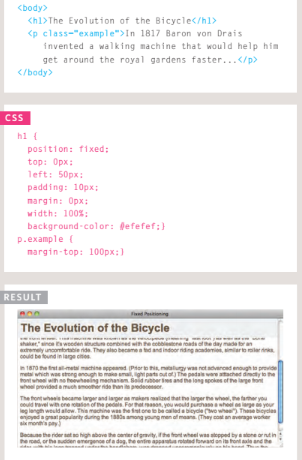 <body>
<h1>The Evolution of the Bicycle</h1>
<p class="example">In 1817 Baron von Drais
invented a walking machine that would help him
get around the royal gardens faster...</p>
</body>
CSS
h1 {
position: fixed;
top: 0px;
left: 50px;
padding: 10px;
margin: 0px;
width: 100%;
background-color: #efefef;}
p.example {
margin-top: 100px;}
RESULT
Fixed Positioning
The Evolution of the Bicycle
shaker," since its wooden structure combined with the cobblestone roads of the day made for an
extremely uncomfortable ride. They also became a fad and indoor riding academies, similar to roller rinks,
could be found in large cities.
In 1870 the first all-metal machine appeared. (Prior to this, metallurgy was not advanced enough to provide
metal which was strong enough to make small, light parts out of.) The pedals were attached directly to the
front wheel with no freewheeling mechanism. Solid rubber tires and the long spokes of the large front
wheel provided a much smoother ride than its predecessor.
The front wheels became larger and larger as makers realized that the larger the wheel, the farther you
could travel with one rotation of the pedals. For that reason, you would purchase a wheel as large as your
leg length would allow. This machine was the first one to be called a bicycle ("two wheel"). These bicycles
enjoyed a great popularity during the 1880s among young men of means. (They cost an average worker
six month's pay.)
Because the rider sat so high above the center of gravity, if the front wheel was stopped by a stone or rut in
the road, or the sudden emergence of a dog, the entire apparatus rotated forward on its front axle and the